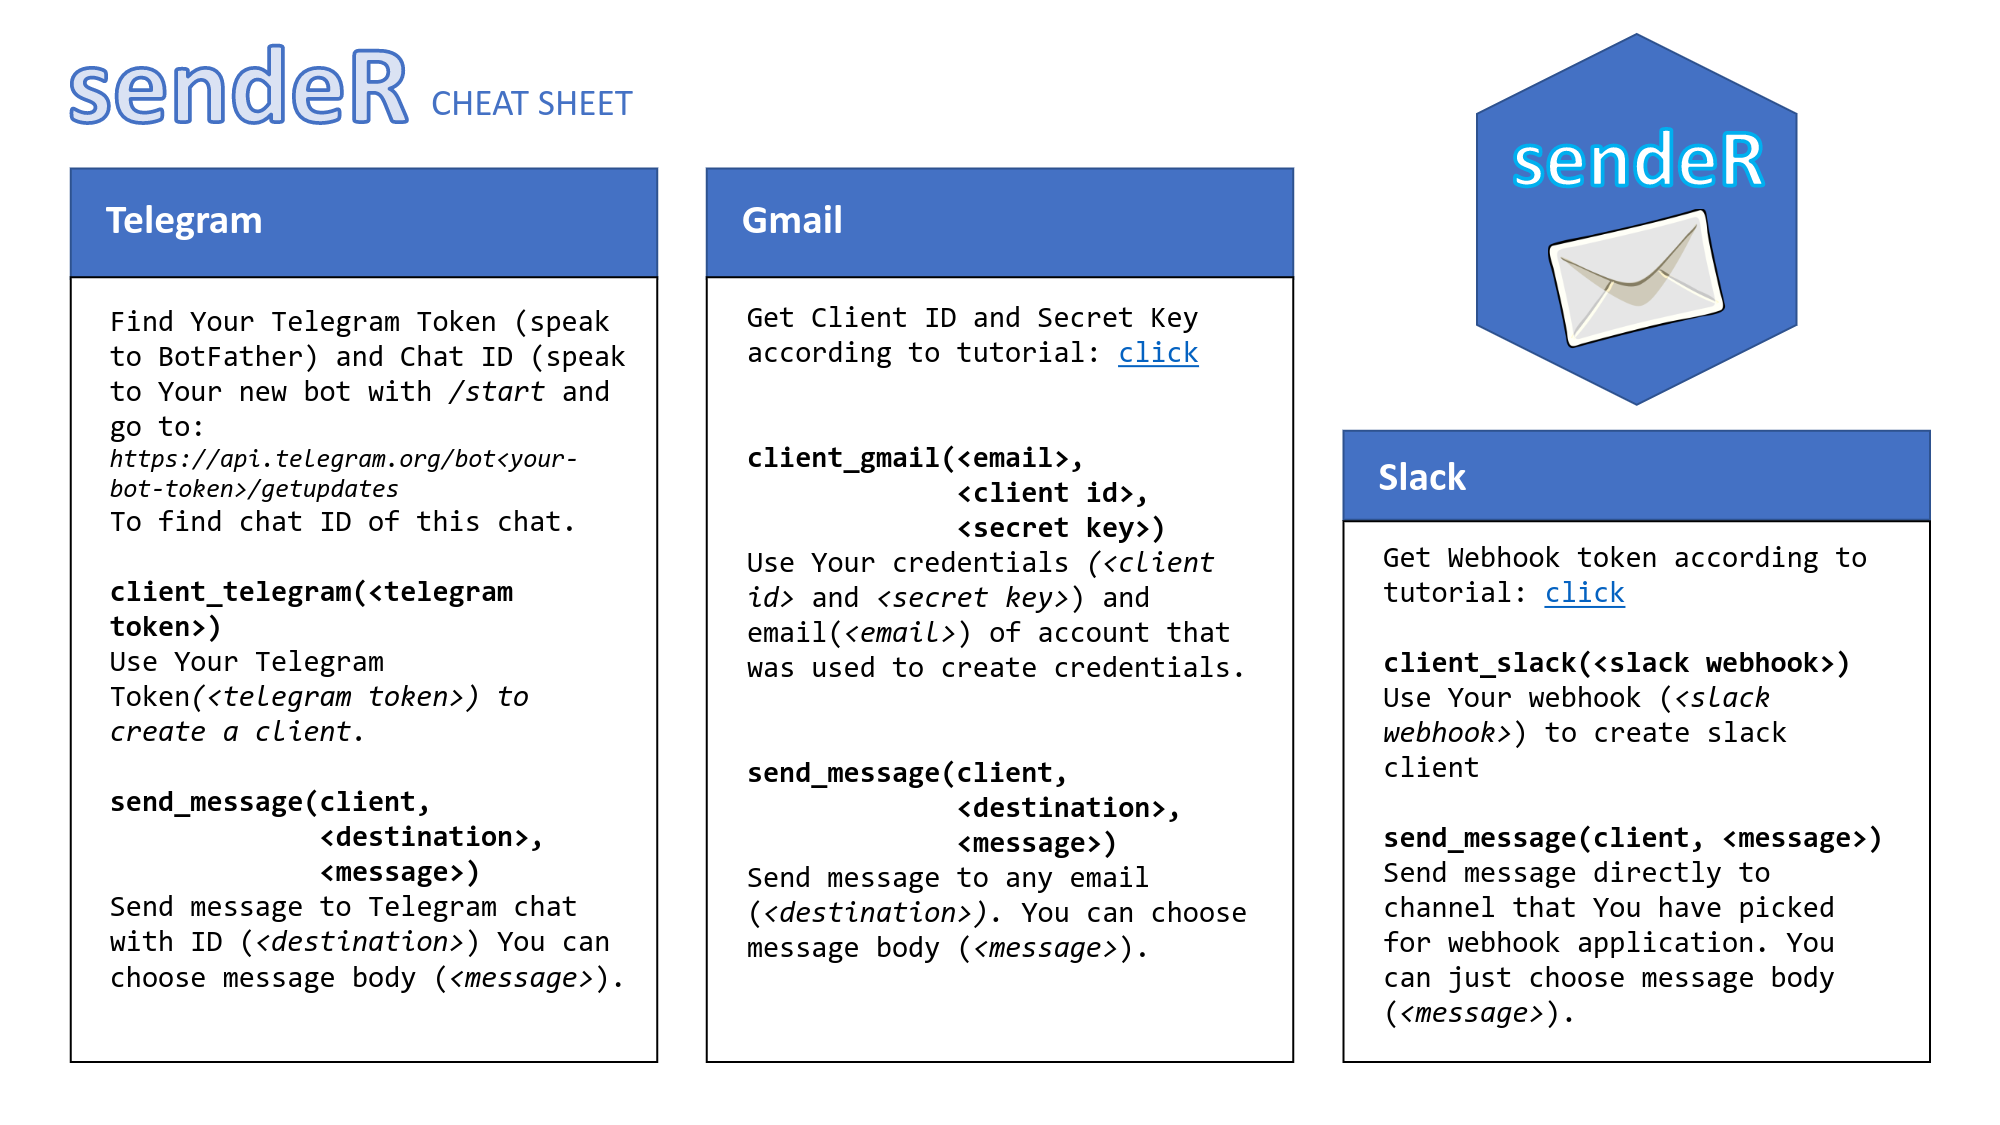 sendeR CHEAT SHEET
Telegram
Find Your Telegram Token (speak
to BotFather) and Chat ID (speak
to Your new bot with /start and
go to:
https://api.telegram.org/bot<your-
bot-token>/getupdates
To find chat ID of this chat.
client_telegram(<telegram
token>)
Use Your Telegram
Token(<telegram token>) to
create a client.
send_message(client,
<destination>,
<message>)
Send message to Telegram chat
with ID (<destination>) You can
choose message body (<message>).
Gmail
Get Client ID and Secret Key
according to tutorial: click
client_gmail(<email>,
<client id>,
<secret key>)
Use Your credentials (<client
id> and <secret key>) and
email(<email>) of account that
was used to create credentials.
send_message(client,
<destination>,
<message>)
Send message to any email
(<destination>). You can choose
message body (<message>).
sendeR
Slack
Get Webhook token according to
tutorial: click
client_slack(<slack webhook>)
Use Your webhook (<slack
webhook>) to create slack
client
send_message(client, <message>)
Send message directly to
channel that You have picked
for webhook application. You
can just choose message body
(<message>).